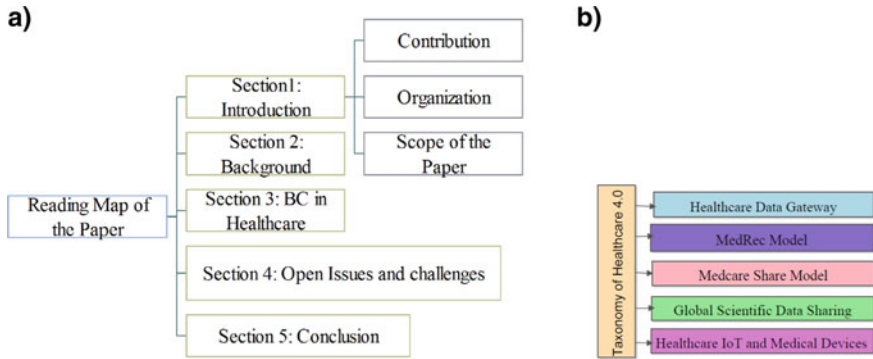 a)
Contribution
Section1:
Introduction
Organization
Section 2:
Background
Scope of the
Paper
Reading Map of
the Paper
Section 3: BC in
Healthcare
Section 4: Open Issues and challenges
Section 5: Conclusion
b)
Taxonomy of Healthcare 4.0
Healthcare Data Gateway
MedRec Model
Medcare Share Model
Global Scientific Data Sharing
Healthcare IoT and Medical Devices